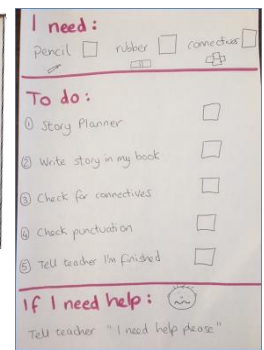 I need:
pencil rubber connectives
To do:
① Story Planner
② Write story in my book
③ Check for connectives
④ Check punctuation
⑤ Tell teacher I'm finished
If I need help:
Tell teacher "I need help please"